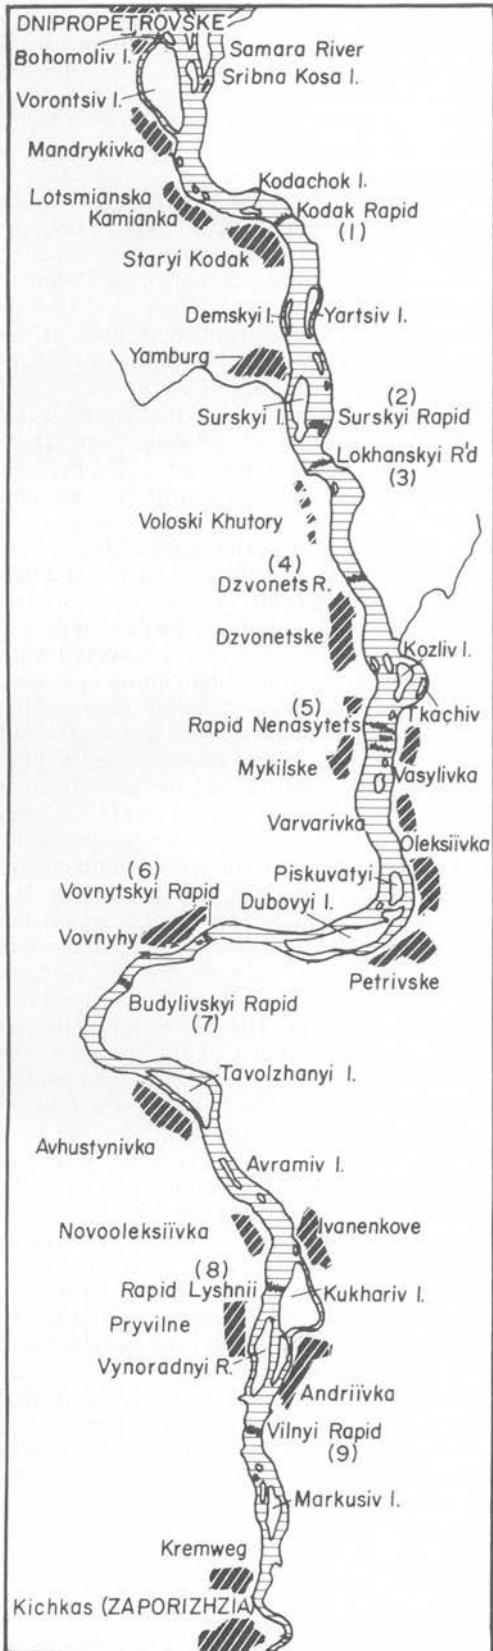 DNIPROPETROVSKE
Bohomoliv I.
Samara River
Sribna Kosa I.
Vorontsiv I.
Mandrykivka
Kodachok I.
Lotsmianska
Kamianka
Kodak Rapid
(1)
Staryi Kodak
Demskyi I.
Yartsiv I.
Yamburg
(2)
Surskyi I.
Surskyi Rapid
Lokhanskyi R'd
(3)
Voloski Khutory
(4)
Dzvonets R.
Dzvonetske
Kozliv I.
Tkachiv
(5)
Rapid Nenasytets
Mykilske
Vasylivka
Varvarivka
Oleksiivka
Piskuvatyi
(6)
Vovnytskyi Rapid
Dubovyi I.
Vovnyhy
Petrivske
Budylivskyi Rapid
(7)
Tavolzhanyi I.
Avhustynivka
Avramiv I.
Novooleksiivka
Ivanenkove
(8)
Rapid Lyshnii
Kukhariv I.
Pryvilne
Vynoradnyi R.
Andriivka
Vilnyi Rapid
(9)
Markusiv I.
Kremweg
Kichkas (ZAPORIZHZIA)